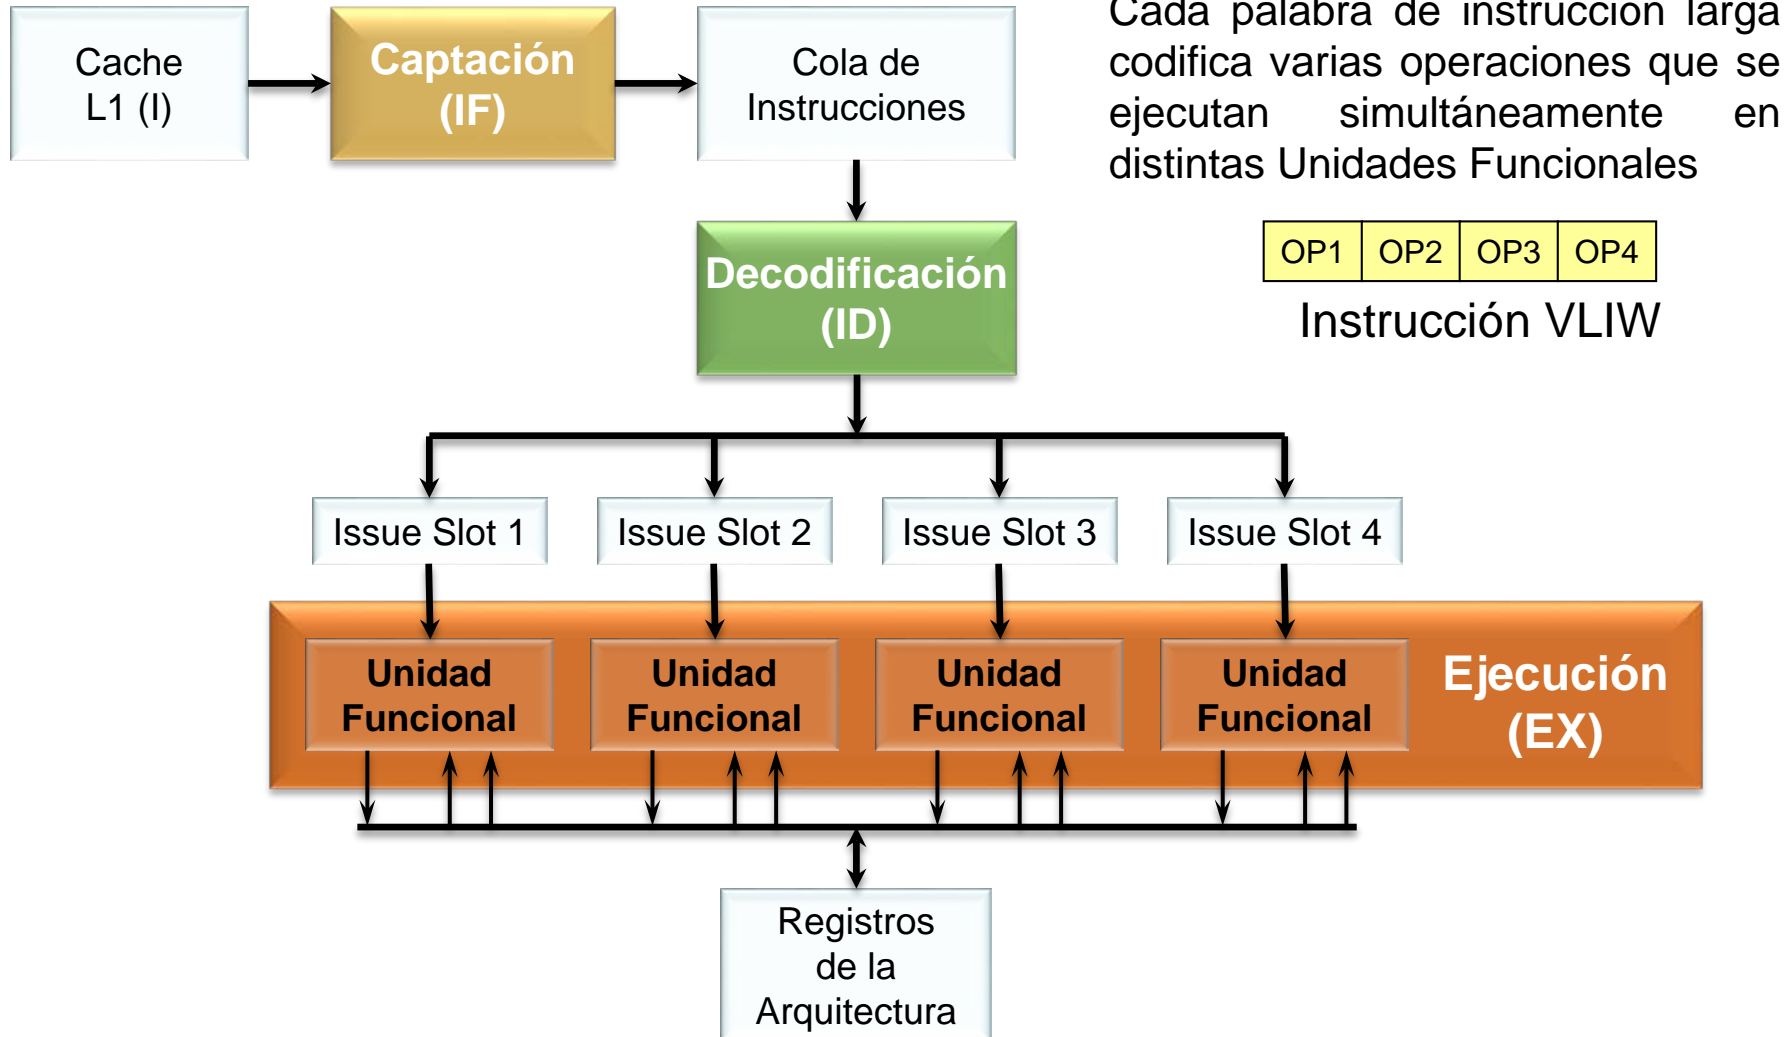 Cada palabra de instrucción larga
codifica varias operaciones que se
ejecutan simultáneamente en
distintas Unidades Funcionales
Cache
L1 (I)
Captación
(IF)
Cola de
Instrucciones
OP1 OP2 OP3 OP4
Instrucción VLIW
Decodificación
(ID)
Issue Slot 1
Issue Slot 2
Issue Slot 3
Issue Slot 4
Unidad
Funcional
Unidad
Funcional
Unidad
Funcional
Unidad
Funcional
Ejecución
(EX)
Registros
de la
Arquitectura